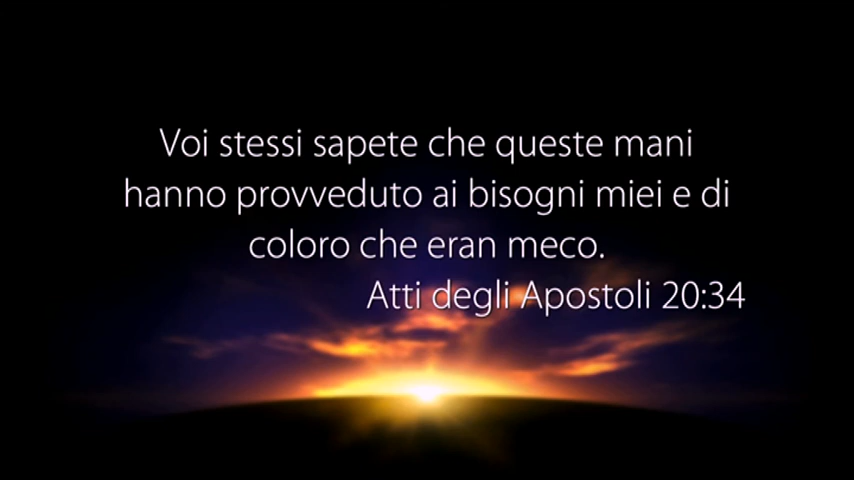 Voi stessi sapete che queste mani
hanno provveduto ai bisogni miei e di
coloro che eran meco.
Atti degli Apostoli 20:34